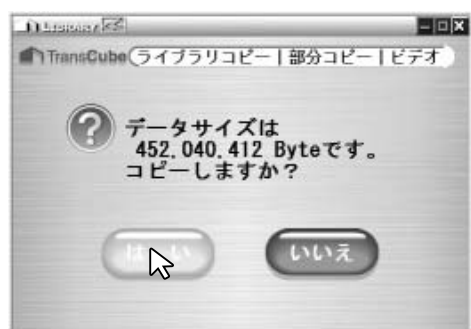 TransCube ライブラリコピー | 部分コピー | ビデオ
データサイズは
452.040.412 Byteです。
コピーしますか？
はい いいえ